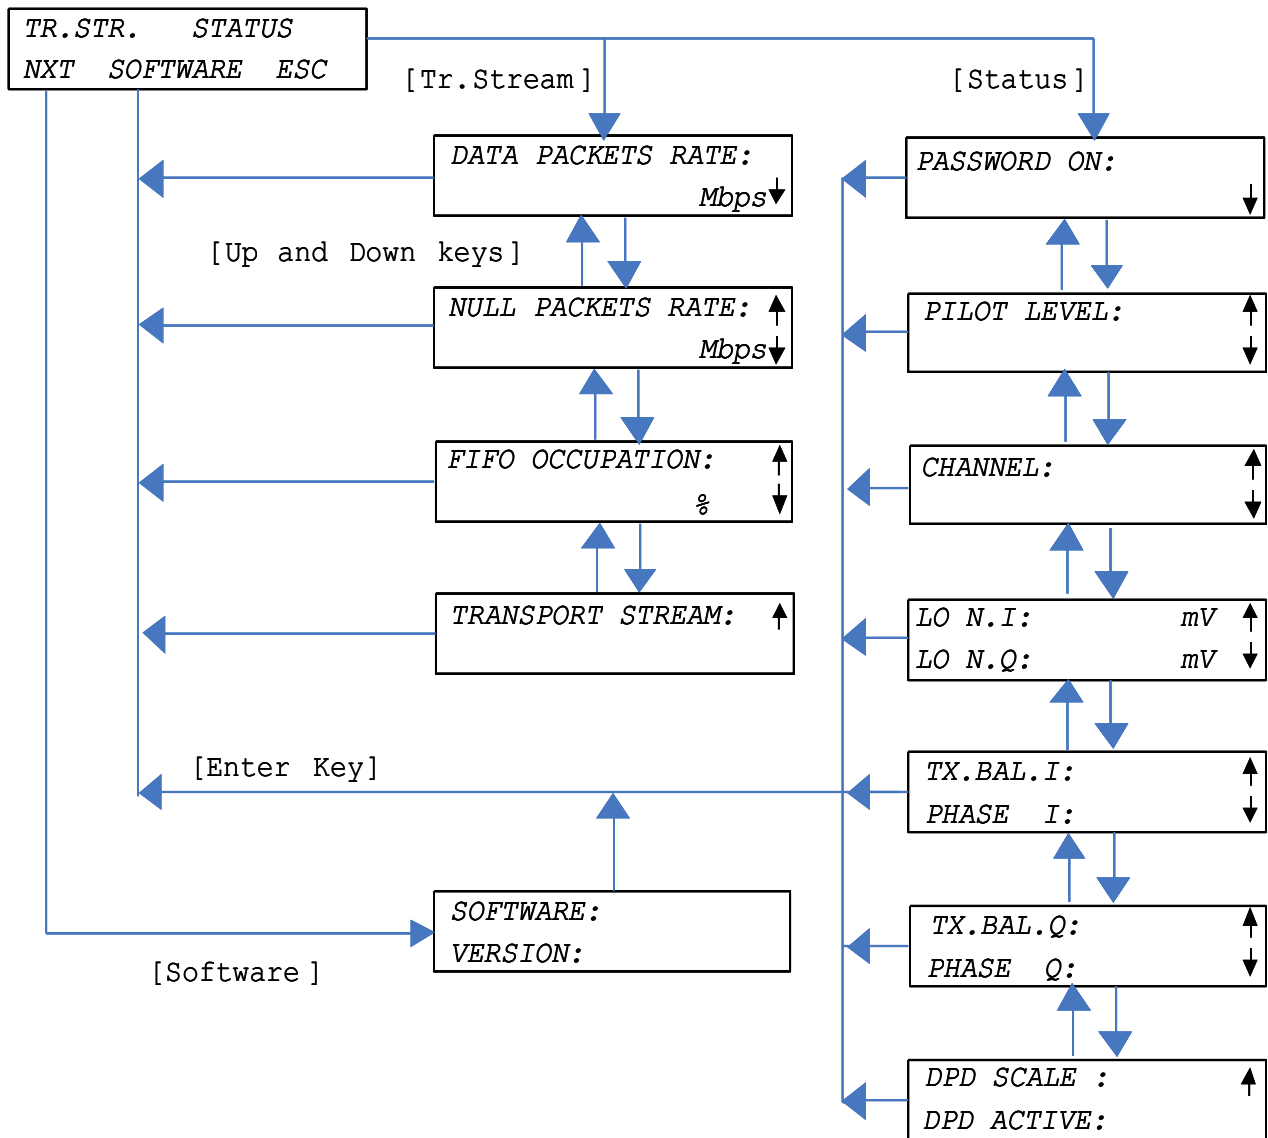 TR.STR. STATUS
NXT SOFTWARE ESC
[Tr.Stream]
[Status]
DATA PACKETS RATE:
Mbps
[Up and Down keys]
NULL PACKETS RATE:
Mbps
FIFO OCCUPATION:
%
TRANSPORT STREAM:
[Enter Key]
SOFTWARE:
VERSION:
[Software]
PASSWORD ON:
PILOT LEVEL:
CHANNEL:
LO N.I: mV
LO N.Q: mV
TX.BAL.I:
PHASE I:
TX.BAL.Q:
PHASE Q:
DPD SCALE :
DPD ACTIVE: